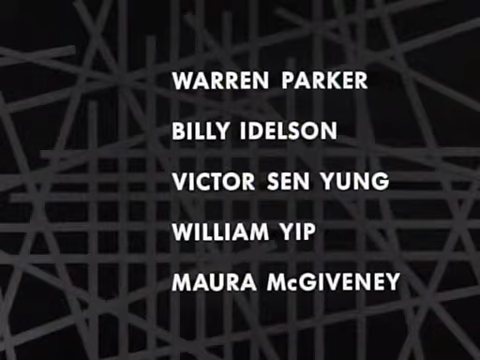 WARREN PARKER
BILLY IDELSON
VICTOR SEN YUNG
WILLIAM YIP
MAURA McGIVENEY